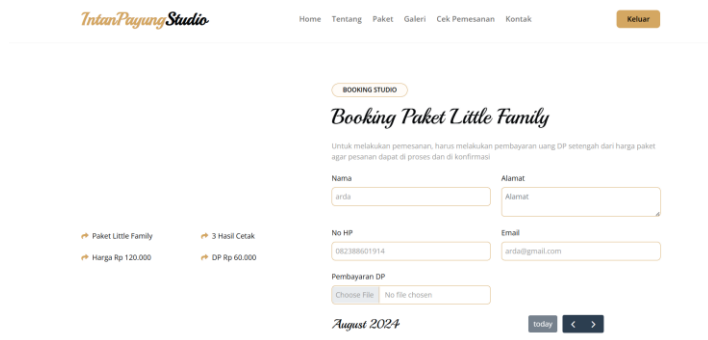 IntanPayungStudio
Home Tentang Paket Galeri Cek Pemesanan Kontak
Keluar
BOOKING STUDIO
Booking Paket Little Family
Untuk melakukan pemesanan, harus melakukan pembayaran uang DP setengah dari harga paket
agar pesanan dapat di proses dan di konfirmasi
Nama
arda
Alamat
Alamat
Paket Little Family
3 Hasil Cetak
Harga Rp 120.000
DP Rp 60.000
No HP
082388601914
Email
arda@gmail.com
Pembayaran DP
Choose File No file chosen
August 2024
today